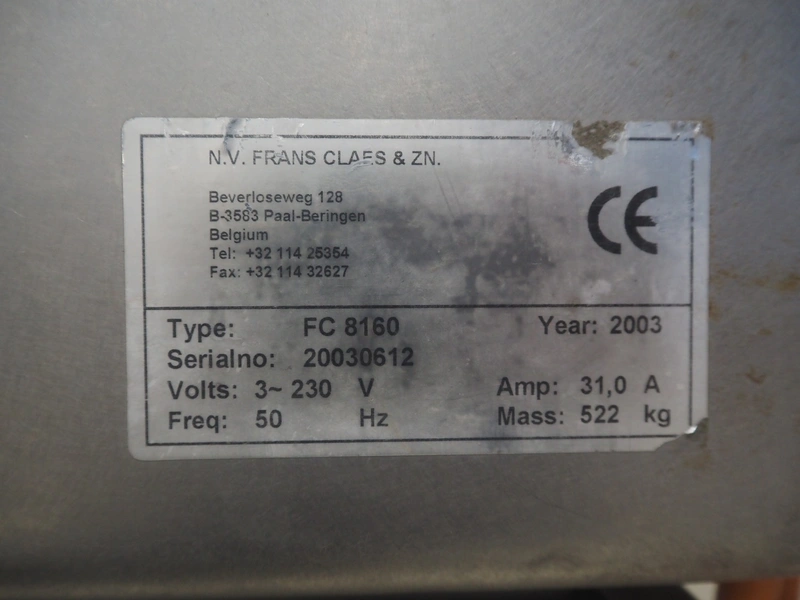 N.V. FRANS CLAES & ZN.
Beverloseweg 128
B-3583 Paal-Beringen
Belgium
Tel: +32 114 25354
Fax: +32 114 32627
CE
Type: FC 8160 Year: 2003
Serialno: 20030612
Volts: 3~ 230 V Amp: 31,0 A
Freq: 50 Hz Mass: 522 kg